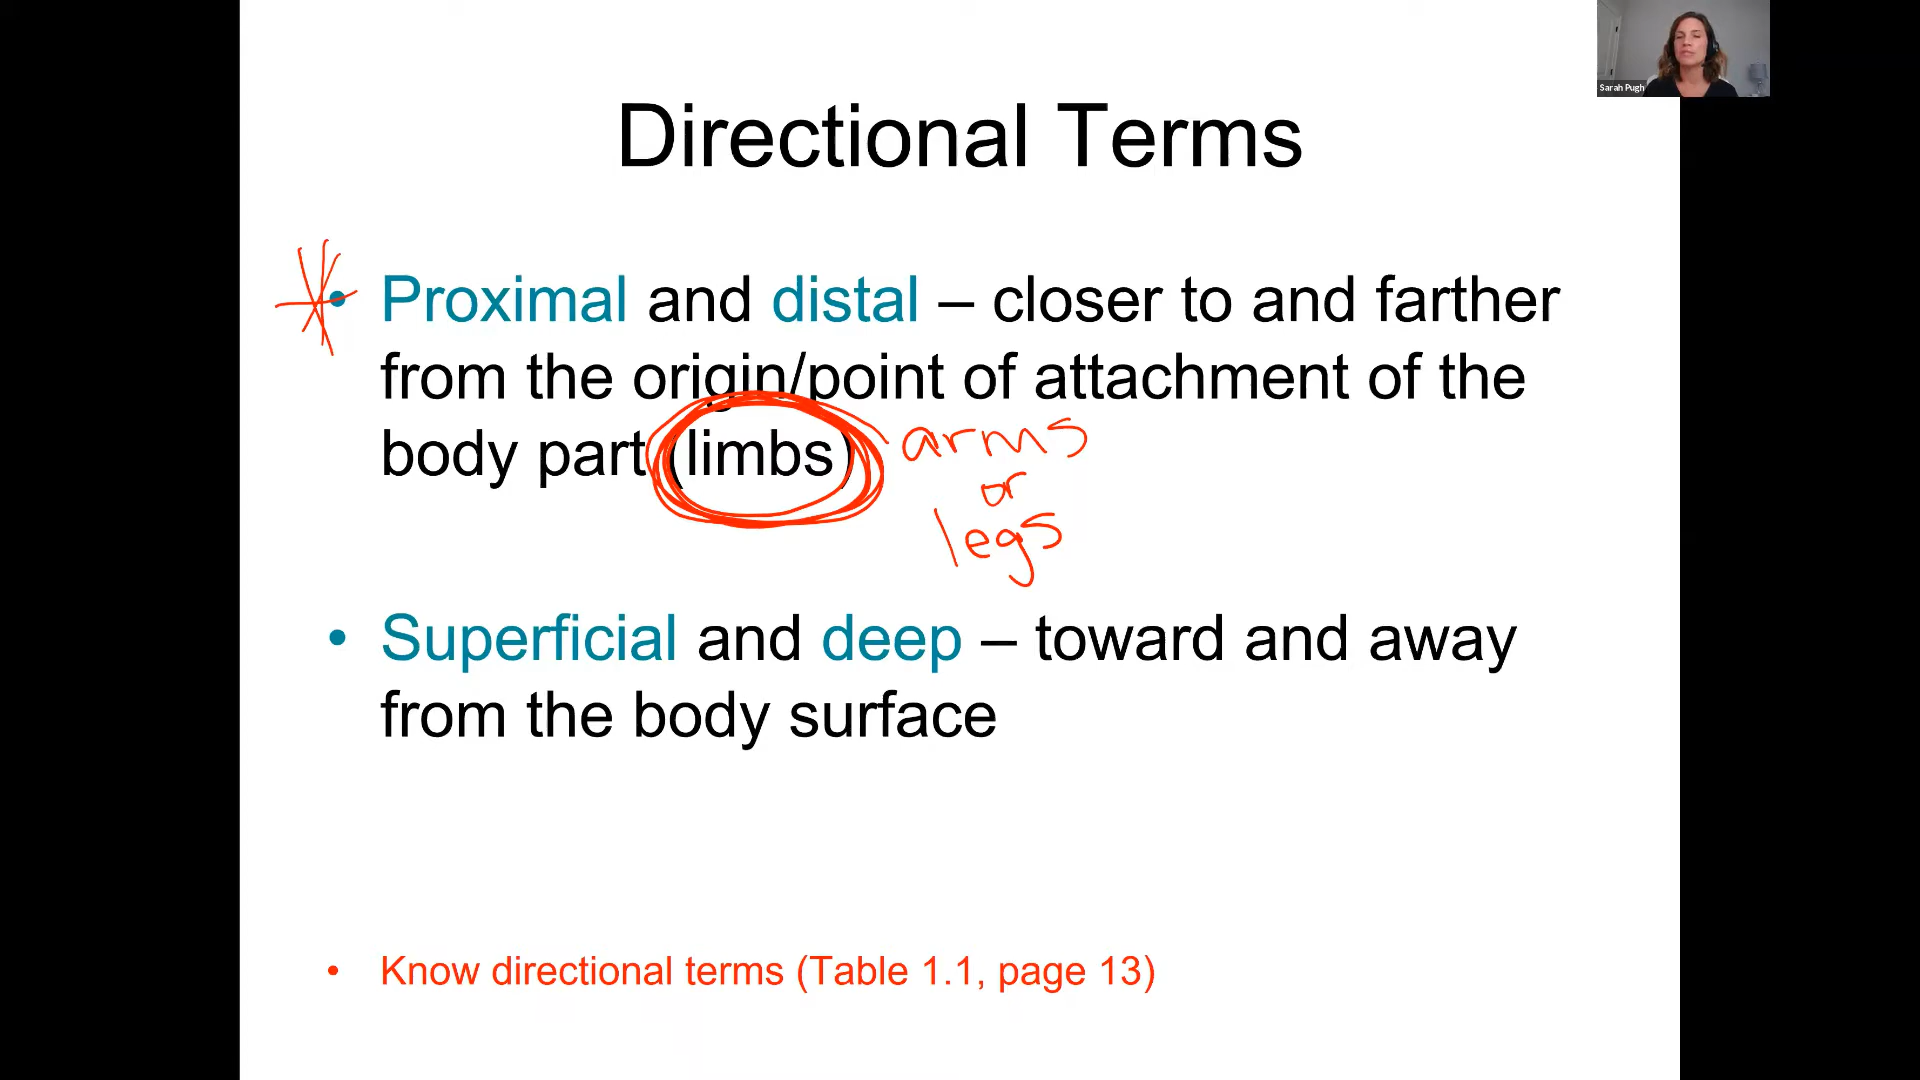 Sarah Pugh
Directional Terms
• Proximal and distal – closer to and farther
from the origin/point of attachment of the
body part (limbs)
arms
or
legs
• Superficial and deep – toward and away
from the body surface
• Know directional terms (Table 1.1, page 13)